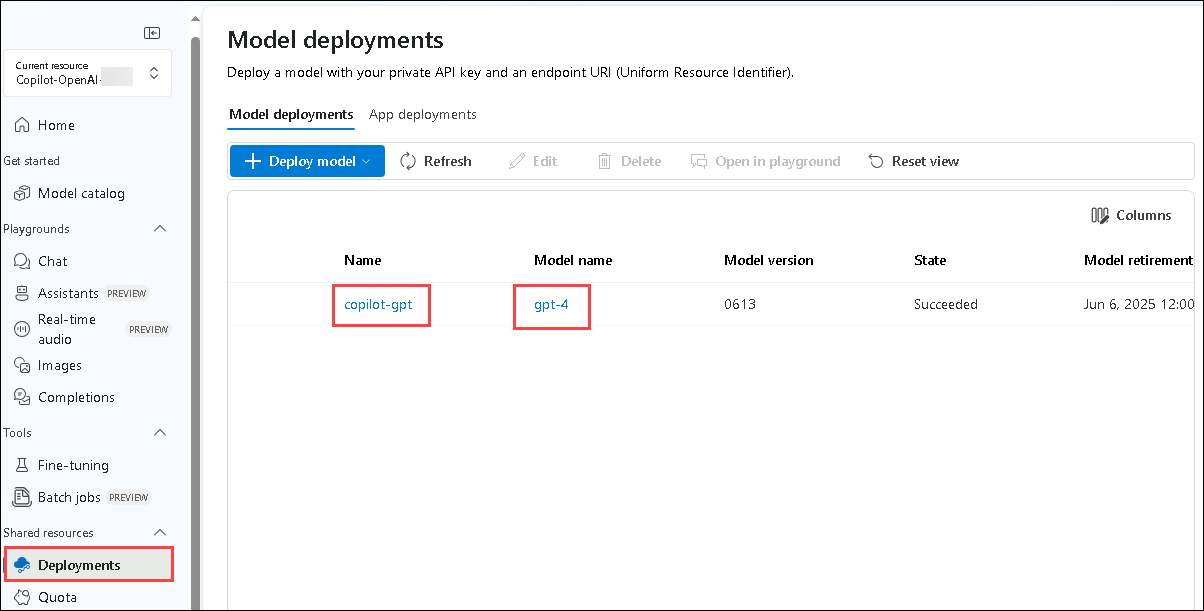 Current resource
Copilot-OpenAI-
Home
Get started
Model catalog
Playgrounds
Chat
Assistants PREVIEW
Real-time audio PREVIEW
Images
Completions
Tools
Fine-tuning
Batch jobs PREVIEW
Shared resources
Deployments
Quota
Model deployments
Deploy a model with your private API key and an endpoint URI (Uniform Resource Identifier).
Model deployments App deployments
Deploy model Refresh Edit Delete Open in playground Reset view
Columns
Name Model name Model version State Model retirement
copilot-gpt gpt-4 0613 Succeeded Jun 6, 2025 12:00